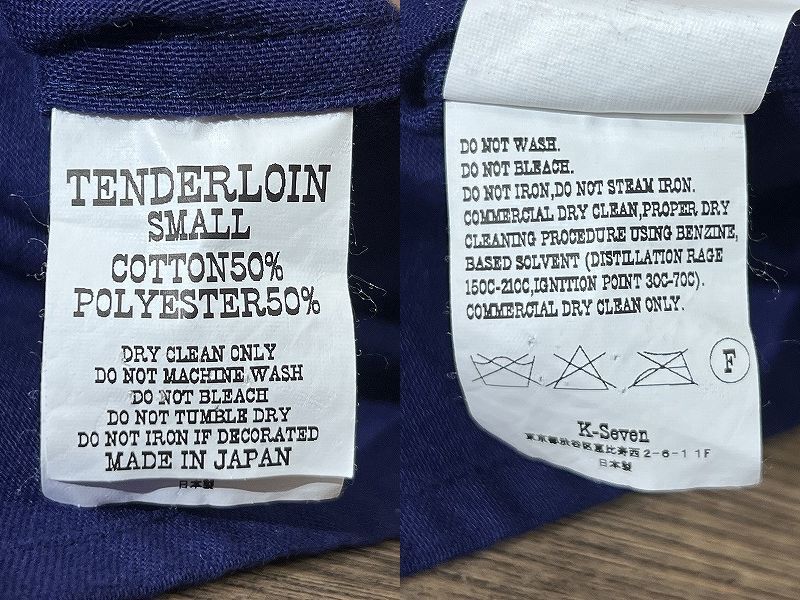 TENDERLOIN
SMALL
COTTON50%
POLYESTER50%
DRY CLEAN ONLY
DO NOT MACHINE WASH
DO NOT BLEACH
DO NOT TUMBLE DRY
DO NOT IRON IF DECORATED
MADE IN JAPAN
日本製
DO NOT WASH.
DO NOT BLEACH.
DO NOT IRON,DO NOT STEAM IRON.
COMMERCIAL DRY CLEAN,PROPER DRY
CLEANING PROCEDURE USING BENZINE,
BASED SOLVENT (DISTILLATION RAGE
150C-210C,IGNITION POINT 30C-70C).
COMMERCIAL DRY CLEAN ONLY.
F
K-Seven
東京都渋谷区恵比寿西2-6-11F
日本製